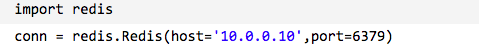 import redis
conn = redis.Redis(host='10.0.0.10',port=6379)